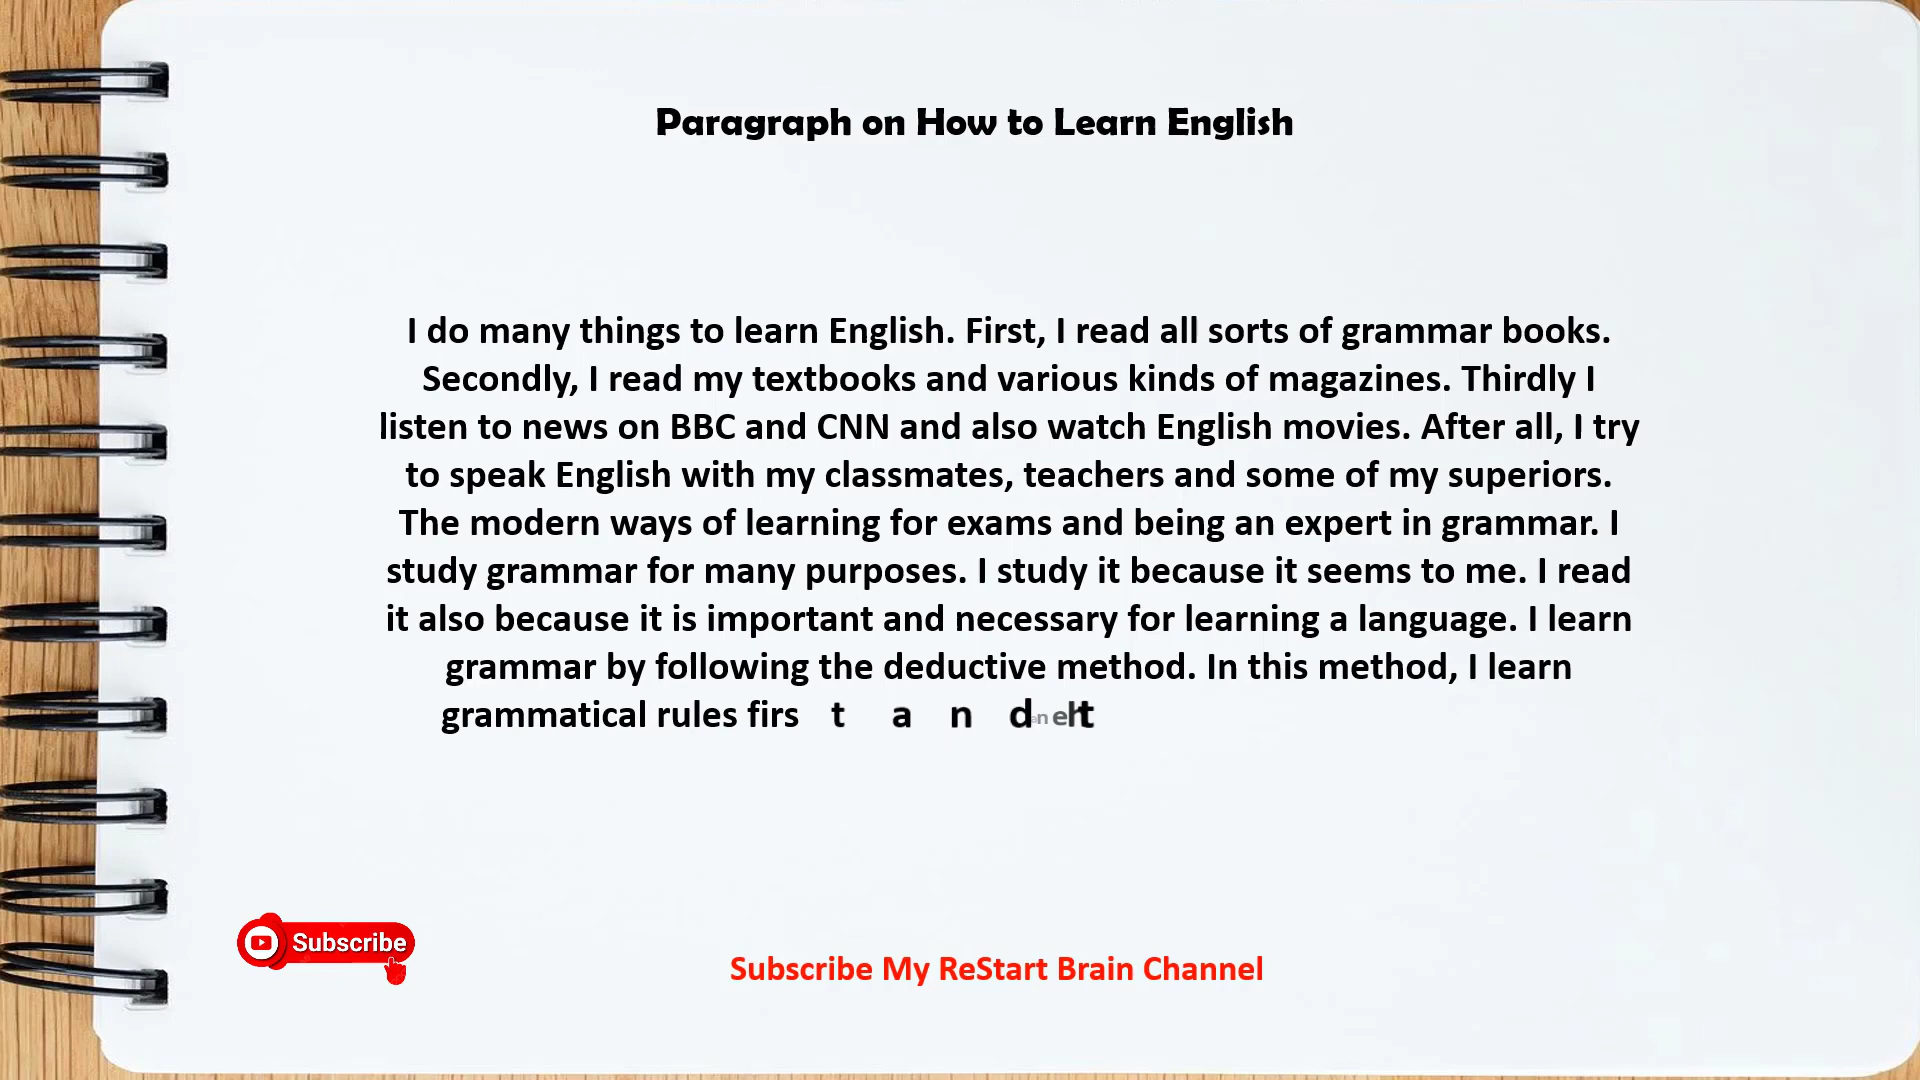 Paragraph on How to Learn English
I do many things to learn English. First, I read all sorts of grammar books.
Secondly, I read my textbooks and various kinds of magazines. Thirdly I
listen to news on BBC and CNN and also watch English movies. After all, I try
to speak English with my classmates, teachers and some of my superiors.
The modern ways of learning for exams and being an expert in grammar. I
study grammar for many purposes. I study it because it seems to me. I read
it also because it is important and necessary for learning a language. I learn
grammar by following the deductive method. In this method, I learn
grammatical rules first and
Subscribe
Subscribe My ReStart Brain Channel